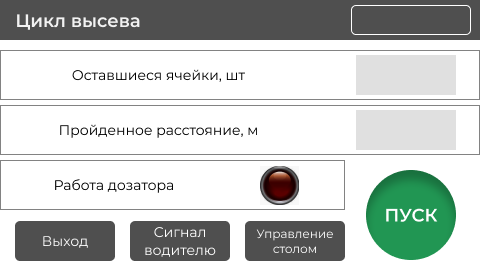 Цикл высева
Оставшиеся ячейки, шт
Пройденное расстояние, м
Работа дозатора
ПУСК
Выход
Сигнал
водителю
Управление
столом